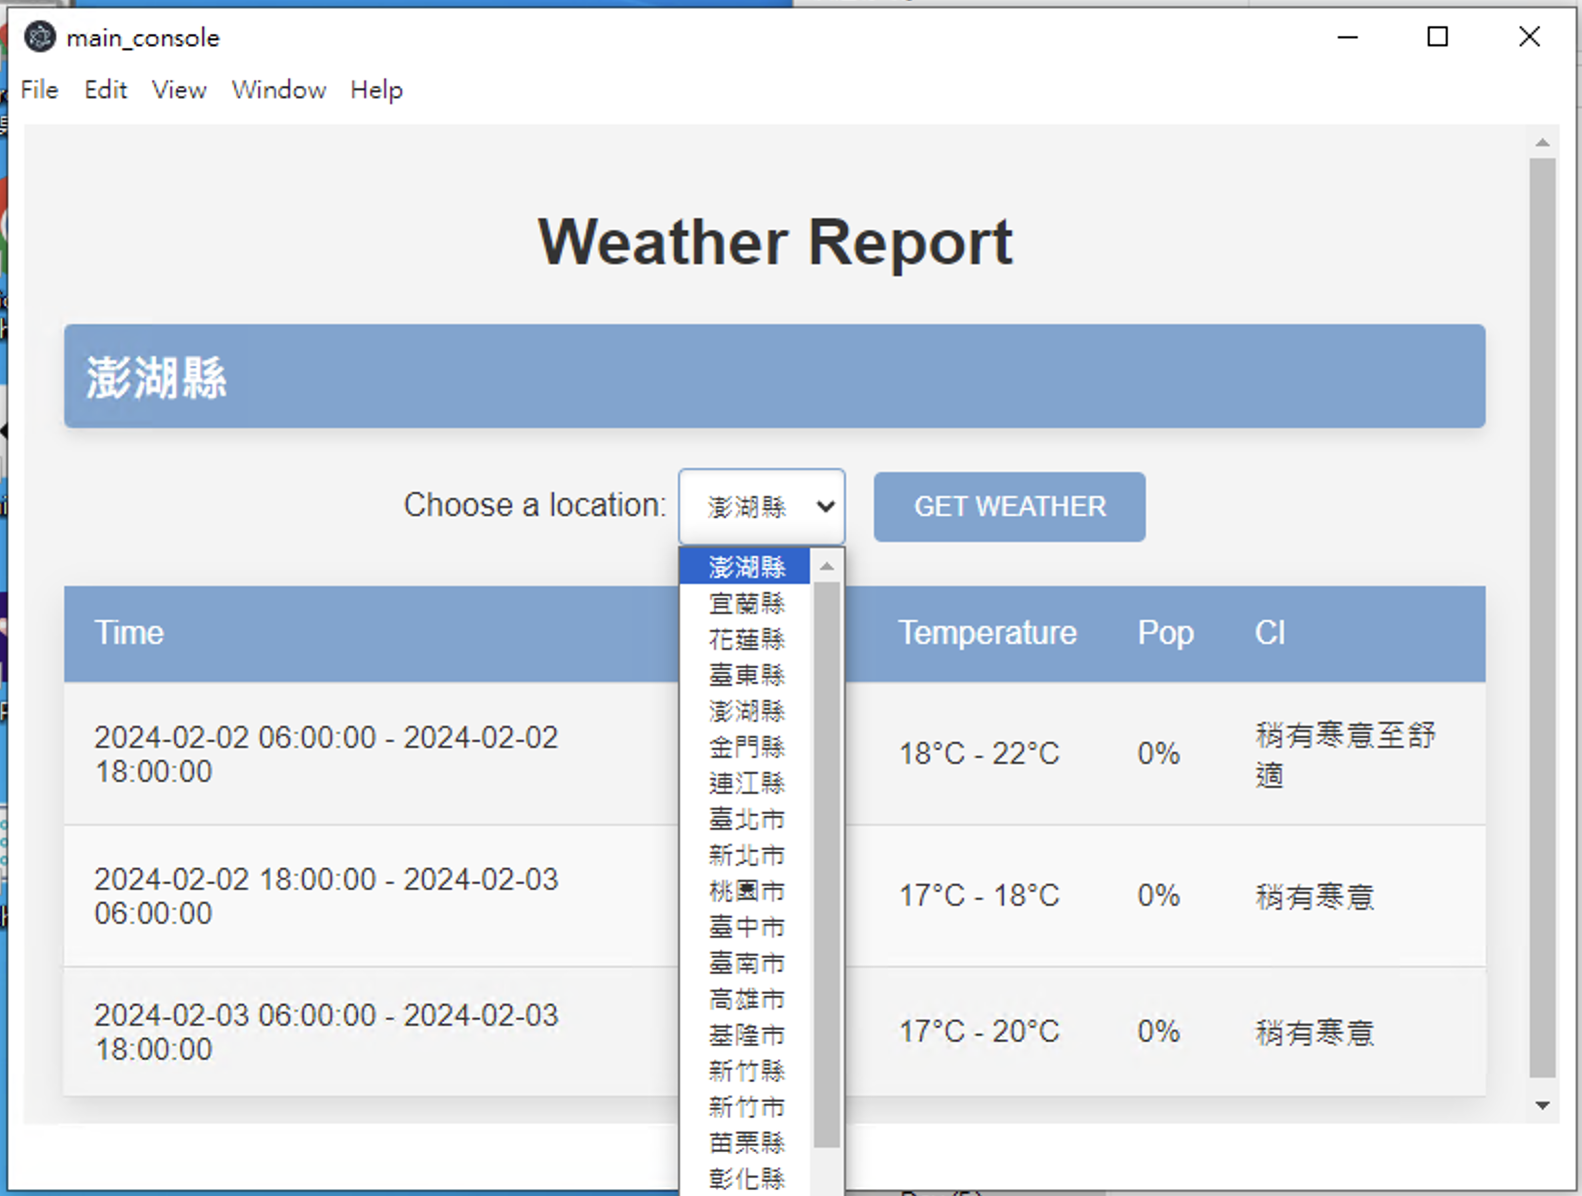 main_console
File Edit View Window Help
Weather Report
澎湖縣
Choose a location: 澎湖縣 GET WEATHER
澎湖縣
宜蘭縣
花蓮縣
臺東縣
澎湖縣
金門縣
連江縣
臺北市
新北市
桃園市
臺中市
臺南市
高雄市
基隆市
新竹縣
新竹市
苗栗縣
彰化縣
Time Temperature Pop CI
2024-02-02 06:00:00 - 2024-02-02
18:00:00
18°C - 22°C 0%
稍有寒意至舒
適
2024-02-02 18:00:00 - 2024-02-03
06:00:00
17°C - 18°C 0% 稍有寒意
2024-02-03 06:00:00 - 2024-02-03
18:00:00
17°C - 20°C 0% 稍有寒意